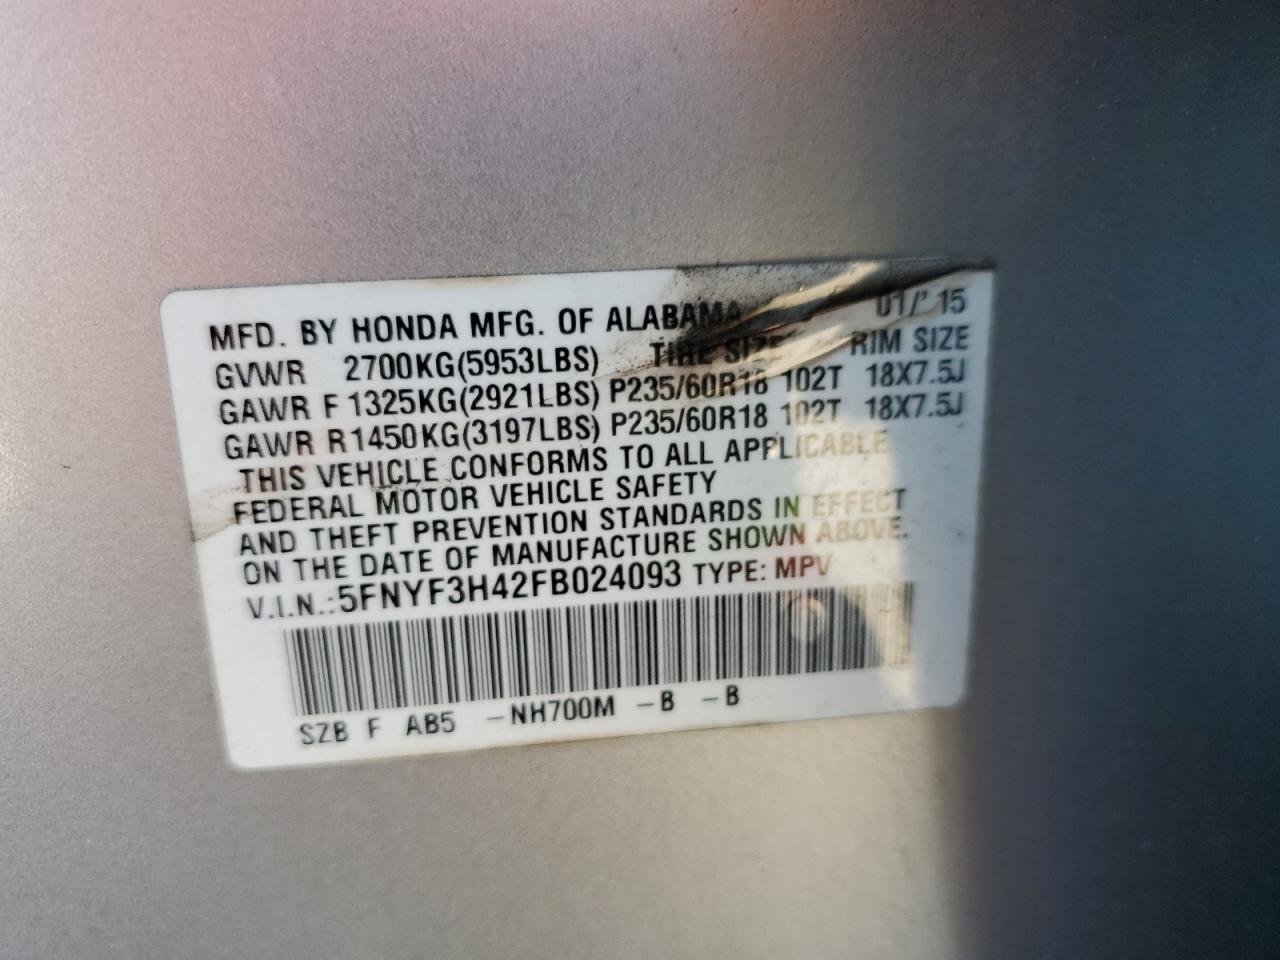 MFD. BY HONDA MFG. OF ALABAMA 01/'15
GVWR 2700KG(5953LBS) TIRE SIZE RIM SIZE
GAWR F 1325KG(2921LBS) P235/60R18 102T 18X7.5J
GAWR R 1450KG(3197LBS) P235/60R18 102T 18X7.5J
THIS VEHICLE CONFORMS TO ALL APPLICABLE
FEDERAL MOTOR VEHICLE SAFETY
AND THEFT PREVENTION STANDARDS IN EFFECT
ON THE DATE OF MANUFACTURE SHOWN ABOVE.
V.I.N.:5FNYF3H42FB024093 TYPE: MPV
SZB F AB5 -NH700M -B -B